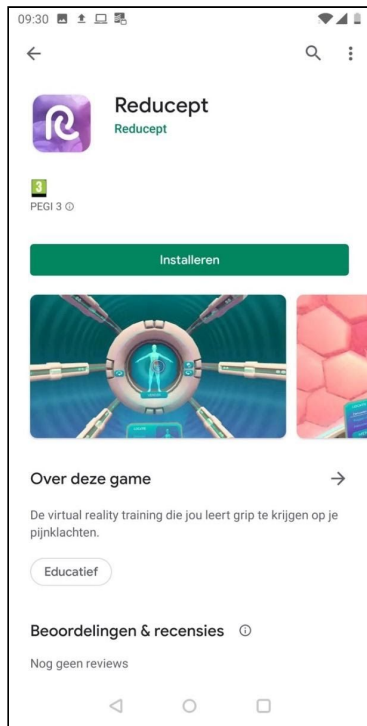 09:30
Reducept
Reducept
3
PEGI 3
Installeren
Over deze game
De virtual reality training die jou leert grip te krijgen op je
pijnklachten.
Educatief
Beoordelingen & recensies
Nog geen reviews